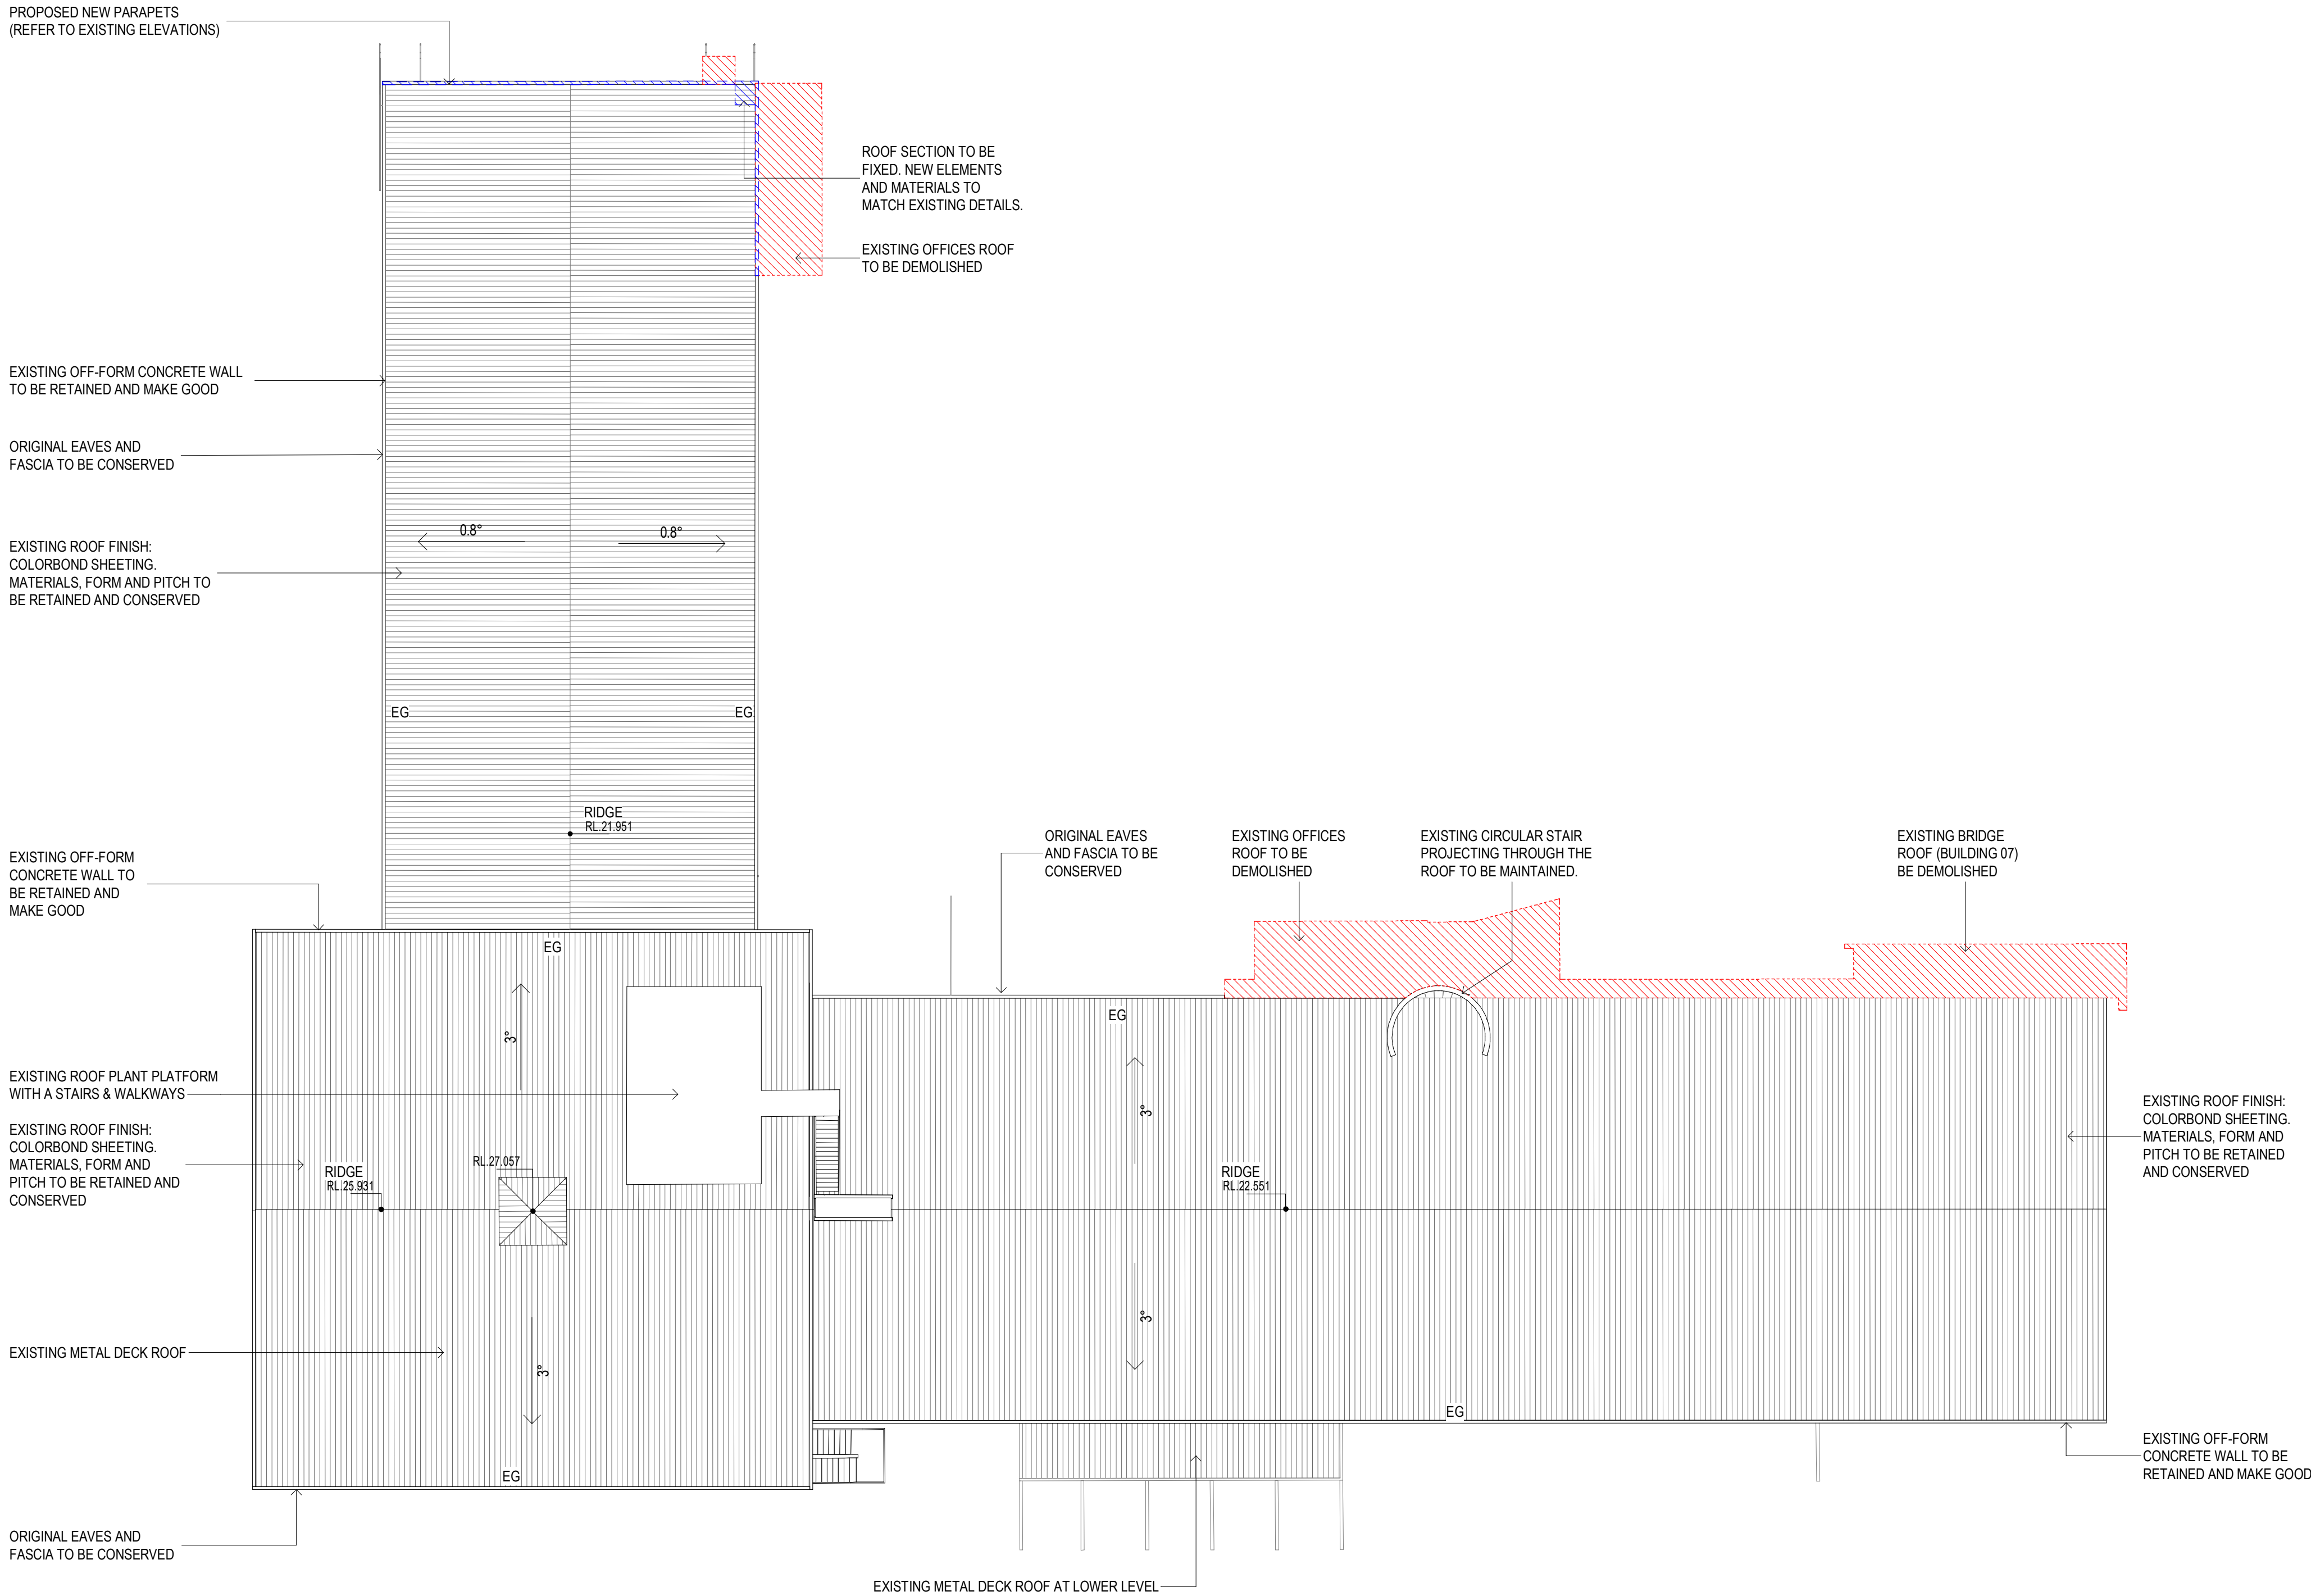 PROPOSED NEW PARAPETS
(REFER TO EXISTING ELEVATIONS)
ROOF SECTION TO BE
FIXED. NEW ELEMENTS
AND MATERIALS TO
MATCH EXISTING DETAILS.
EXISTING OFFICES ROOF
TO BE DEMOLISHED
EXISTING OFF-FORM CONCRETE WALL
TO BE RETAINED AND MAKE GOOD
ORIGINAL EAVES AND
FASCIA TO BE CONSERVED
0.8°
0.8°
EXISTING ROOF FINISH:
COLORBOND SHEETING.
MATERIALS, FORM AND PITCH TO
BE RETAINED AND CONSERVED
EG
EG
RIDGE
RL.21.951
EXISTING OFF-FORM
CONCRETE WALL TO
BE RETAINED AND
MAKE GOOD
ORIGINAL EAVES
AND FASCIA TO BE
CONSERVED
EXISTING OFFICES
ROOF TO BE
DEMOLISHED
EXISTING CIRCULAR STAIR
PROJECTING THROUGH THE
ROOF TO BE MAINTAINED.
EXISTING BRIDGE
ROOF (BUILDING 07)
BE DEMOLISHED
EG
EG
3°
3°
EXISTING ROOF PLANT PLATFORM
WITH A STAIRS & WALKWAYS
EXISTING ROOF FINISH:
COLORBOND SHEETING.
MATERIALS, FORM AND
PITCH TO BE RETAINED AND
CONSERVED
RIDGE
RL.25.931
RL.27.057
RIDGE
RL.22.551
EXISTING ROOF FINISH:
COLORBOND SHEETING.
MATERIALS, FORM AND
PITCH TO BE RETAINED
AND CONSERVED
3°
3°
EXISTING METAL DECK ROOF
EG
EG
EXISTING OFF-FORM
CONCRETE WALL TO BE
RETAINED AND MAKE GOOD
ORIGINAL EAVES AND
FASCIA TO BE CONSERVED
EXISTING METAL DECK ROOF AT LOWER LEVEL